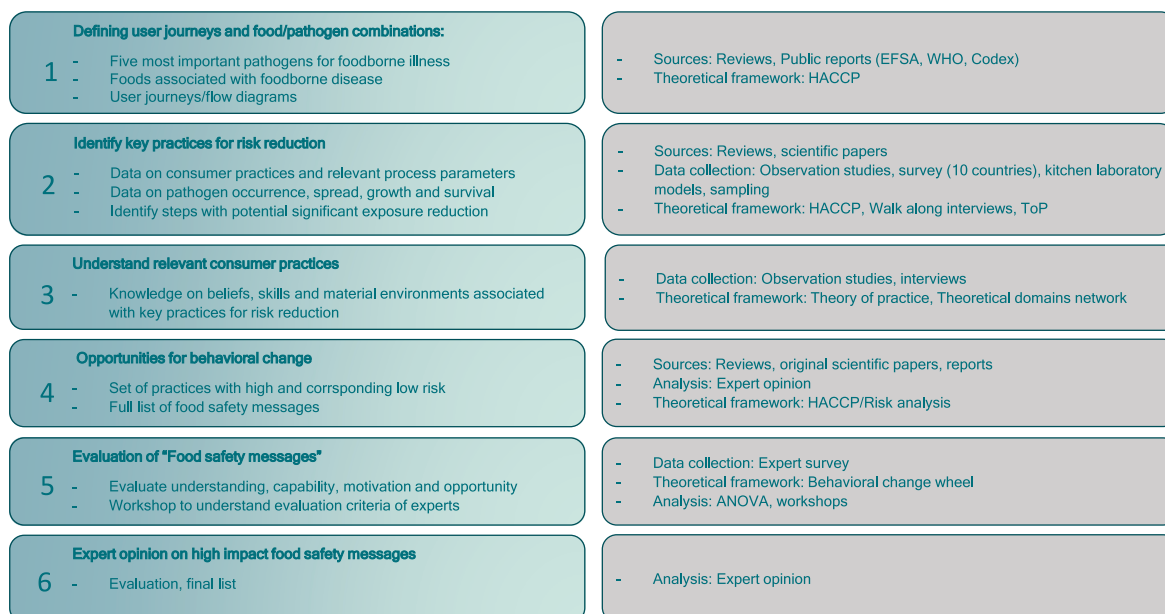 Defining user journeys and food/pathogen combinations:
1
- Five most important pathogens for foodborne illness
- Foods associated with foodborne disease
- User journeys/flow diagrams
- Sources: Reviews, Public reports (EFSA, WHO, Codex)
- Theoretical framework: HACCP
Identify key practices for risk reduction
2
- Data on consumer practices and relevant process parameters
- Data on pathogen occurrence, spread, growth and survival
- Identify steps with potential significant exposure reduction
- Sources: Reviews, scientific papers
- Data collection: Observation studies, survey (10 countries), kitchen laboratory
models, sampling
- Theoretical framework: HACCP, Walk along interviews, ToP
Understand relevant consumer practices
3
- Knowledge on beliefs, skills and material environments associated
with key practices for risk reduction
- Data collection: Observation studies, interviews
- Theoretical framework: Theory of practice, Theoretical domains network
Opportunities for behavioral change
4
- Set of practices with high and corrsponding low risk
- Full list of food safety messages
- Sources: Reviews, original scientific papers, reports
- Analysis: Expert opinion
- Theoretical framework: HACCP/Risk analysis
Evaluation of "Food safety messages"
5
- Evaluate understanding, capability, motivation and opportunity
- Workshop to understand evaluation criteria of experts
- Data collection: Expert survey
- Theoretical framework: Behavioral change wheel
- Analysis: ANOVA, workshops
Expert opinion on high impact food safety messages
6
- Evaluation, final list
- Analysis: Expert opinion